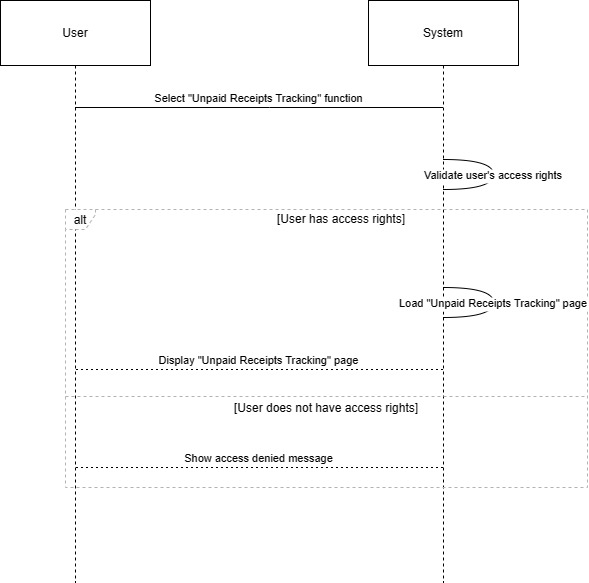 User
System
Select "Unpaid Receipts Tracking" function
Validate user's access rights
alt
[User has access rights]
Load "Unpaid Receipts Tracking" page
Display "Unpaid Receipts Tracking" page
[User does not have access rights]
Show access denied message